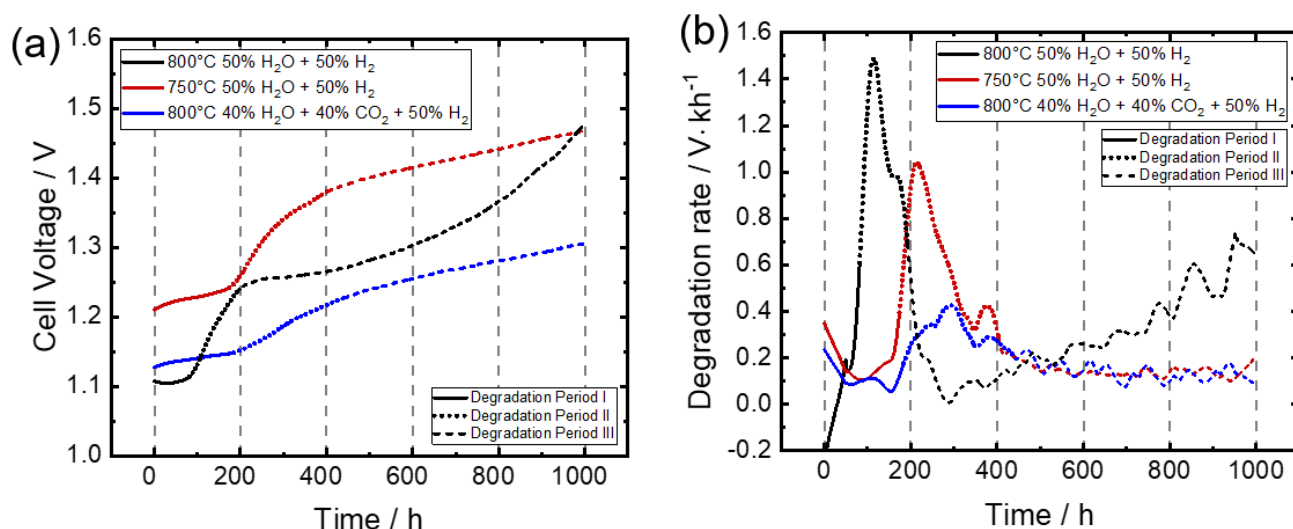 (a)
1.6
1.5
1.4
1.3
1.2
1.1
1.0
Cell Voltage / V
800°C 50% H₂O + 50% H₂
750°C 50% H₂O + 50% H₂
800°C 40% H₂O + 40% CO₂ + 50% H₂
Degradation Period I
Degradation Period II
Degradation Period III
0 200 400 600 800 1000
Time / h
(b)
1.6
1.4
1.2
1.0
0.8
0.6
0.4
0.2
0.0
-0.2
Degradation rate / V·kh⁻¹
800°C 50% H₂O + 50% H₂
750°C 50% H₂O + 50% H₂
800°C 40% H₂O + 40% CO₂ + 50% H₂
Degradation Period I
Degradation Period II
Degradation Period III
0 200 400 600 800 1000
Time / h